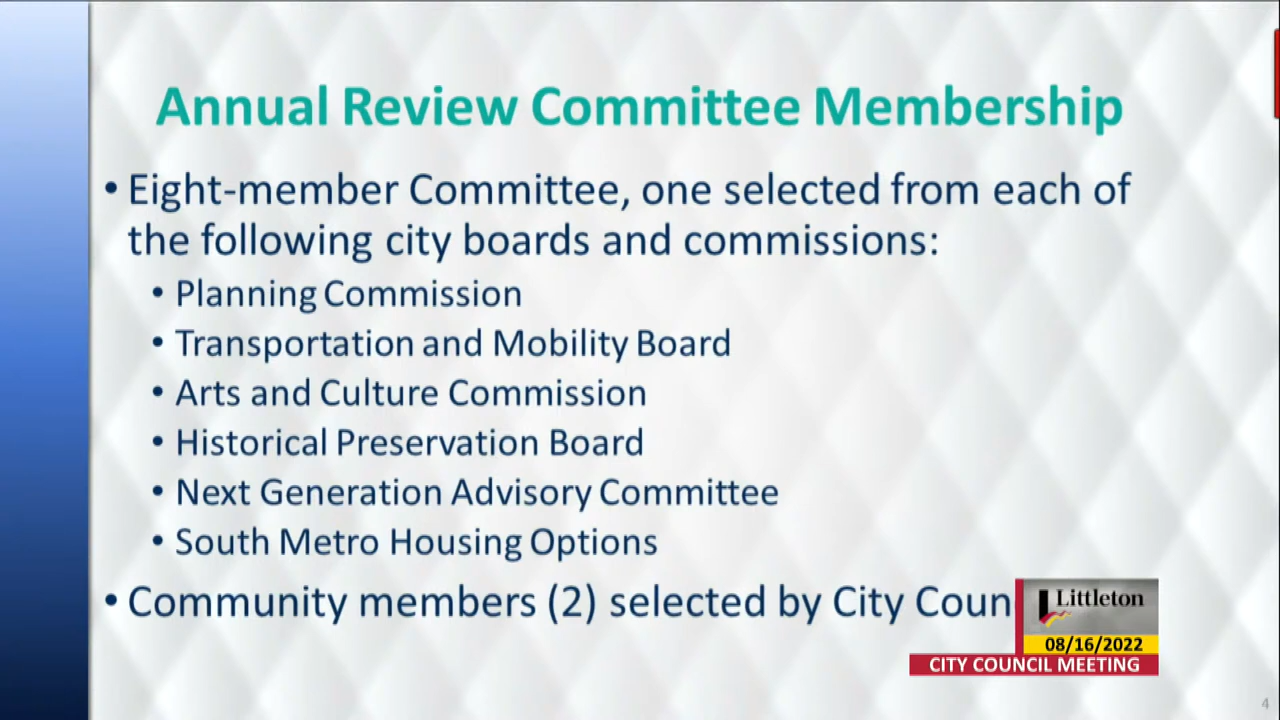 Annual Review Committee Membership
• Eight-member Committee, one selected from each of
the following city boards and commissions:
• Planning Commission
• Transportation and Mobility Board
• Arts and Culture Commission
• Historical Preservation Board
• Next Generation Advisory Committee
• South Metro Housing Options
• Community members (2) selected by City Coun
Littleton
08/16/2022
CITY COUNCIL MEETING
4